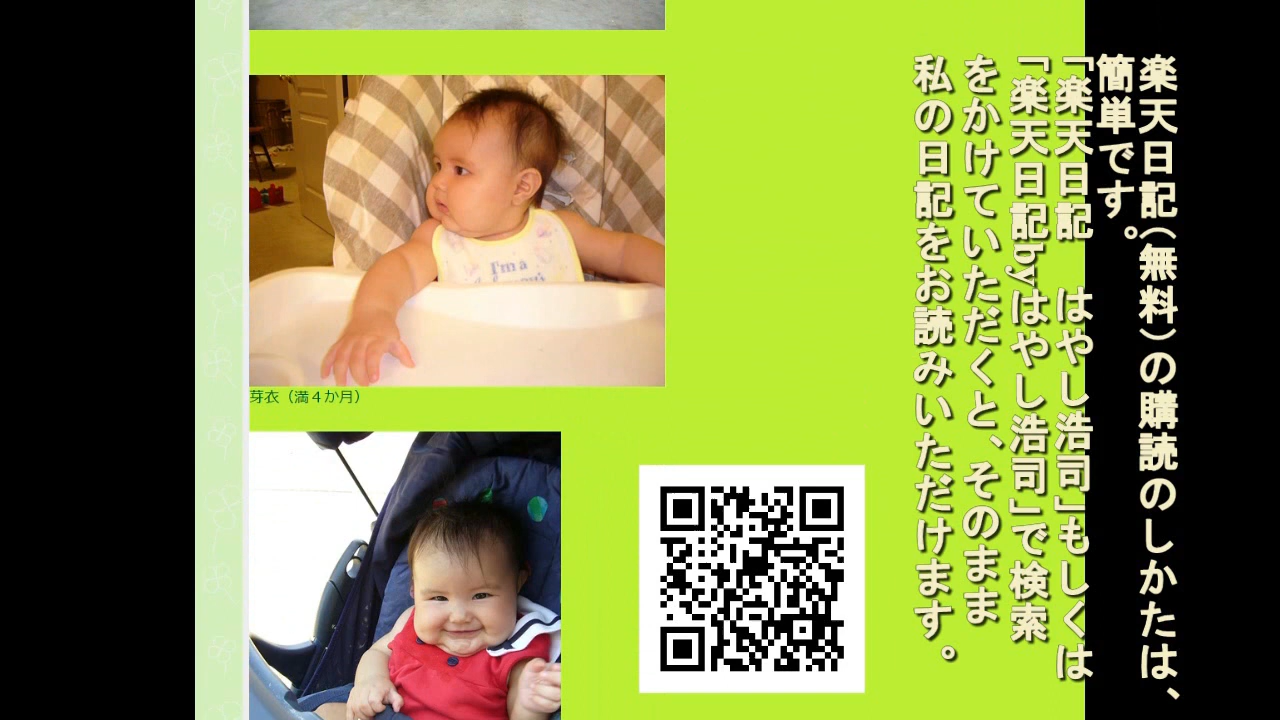 楽天日記(無料)の購読のしかたは、
簡単です。
「楽天日記　はやし浩司」もしくは
「楽天日記byはやし浩司」で検索
をかけていただくと、そのまま
私の日記をお読みいただけます。
I'm a
芽衣（満４か月）